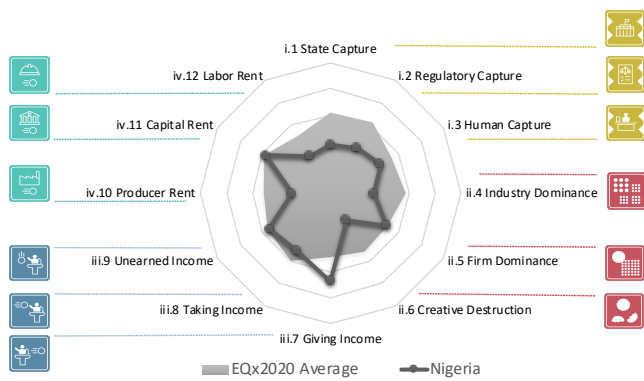 i.1 State Capture
iv.12 Labor Rent
i.2 Regulatory Capture
iv.11 Capital Rent
i.3 Human Capture
iv.10 Producer Rent
ii.4 Industry Dominance
iii.9 Unearned Income
ii.5 Firm Dominance
iii.8 Taking Income
ii.6 Creative Destruction
iii.7 Giving Income
EQx2020 Average
Nigeria